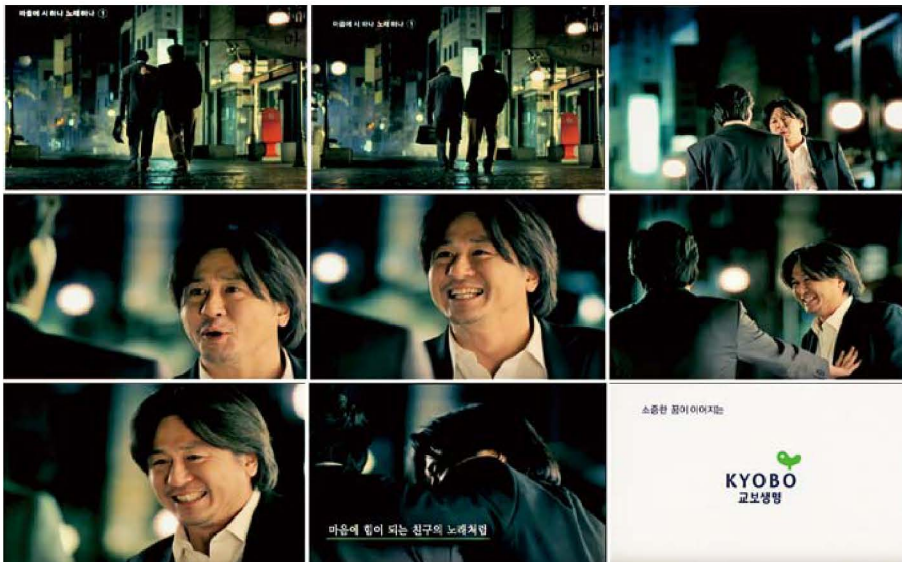 마음에 시 하나 노래 하나 ①
마음에 시 하나 노래 하나 ①
마음에 힘이 되는 친구의 노래처럼
소중한 꿈이 이어지는
KYOBO
교보생명